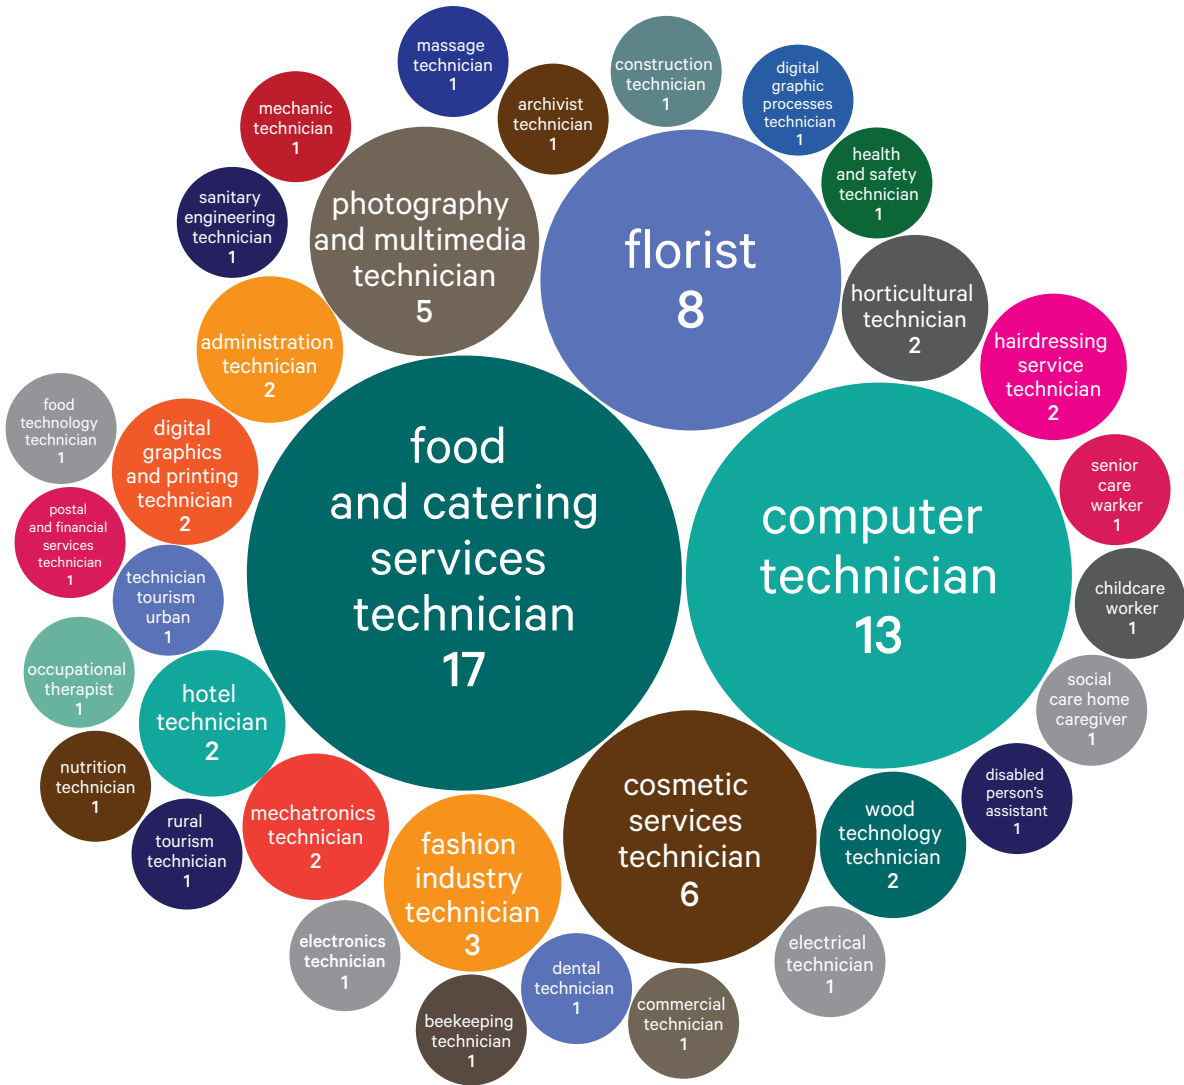 massage
technician
1
archivist
technician
1
construction
technician
1
digital
graphic
processes
technician
1
mechanic
technician
1
health
and safety
technician
1
sanitary
engineering
technician
1
photography
and multimedia
technician
5
florist
8
horticultural
technician
2
administration
technician
2
hairdressing
service
technician
2
food
technology
technician
1
digital
graphics
and printing
technician
2
food
and catering
services
technician
17
computer
technician
13
senior
care
warker
1
postal
and financial
services
technician
1
technician
tourism
urban
1
childcare
worker
1
occupational
therapist
1
hotel
technician
2
social
care home
caregiver
1
nutrition
technician
1
rural
tourism
technician
1
mechatronics
technician
2
fashion
industry
technician
3
cosmetic
services
technician
6
wood
technology
technician
2
disabled
person's
assistant
1
electronics
technician
1
dental
technician
1
electrical
technician
1
beekeeping
technician
1
commercial
technician
1